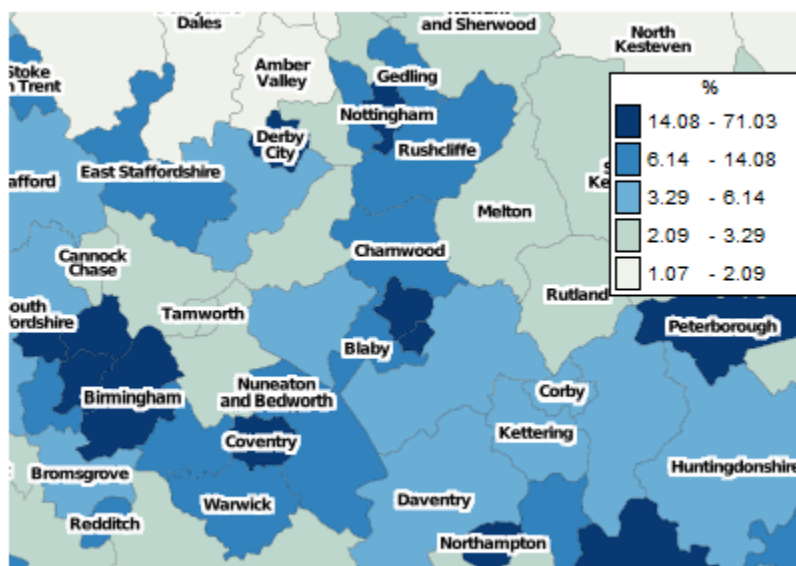 Dales
and Sherwood
North
Kesteven
Stoke
n Trent
Amber
Valley
Gedling
%
Nottingham
14.08 - 71.03
Derby
City
Rushcliffe
6.14 - 14.08
afford
East Staffordshire
3.29 - 6.14
Melton
2.09 - 3.29
Cannock
Chase
Charnwood
1.07 - 2.09
Rutland
South
fordshire
Tamworth
Peterborough
Blaby
Birmingham
Nuneaton
and Bedworth
Corby
Coventry
Kettering
Bromsgrove
Huntingdonshire
Warwick
Daventry
Redditch
Northampton